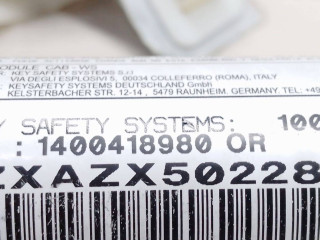 MODULE CAB - WS
KEY SAFETY SYSTEMS S.r.l
VIA DEGLI ESPLOSIVI 5, 00034 COLLEFERRO (ROMA), ITALY
KEYSAFETY SYSTEMS DEUTSCHLAND GmbH
KELSTERBACHER STR. 12-14 , 5479 RAUNHEIM. GERMANY TEL. +49
Y SAFETY SYSTEMS: 100
: 1400418980 OR
ZXAZX50228